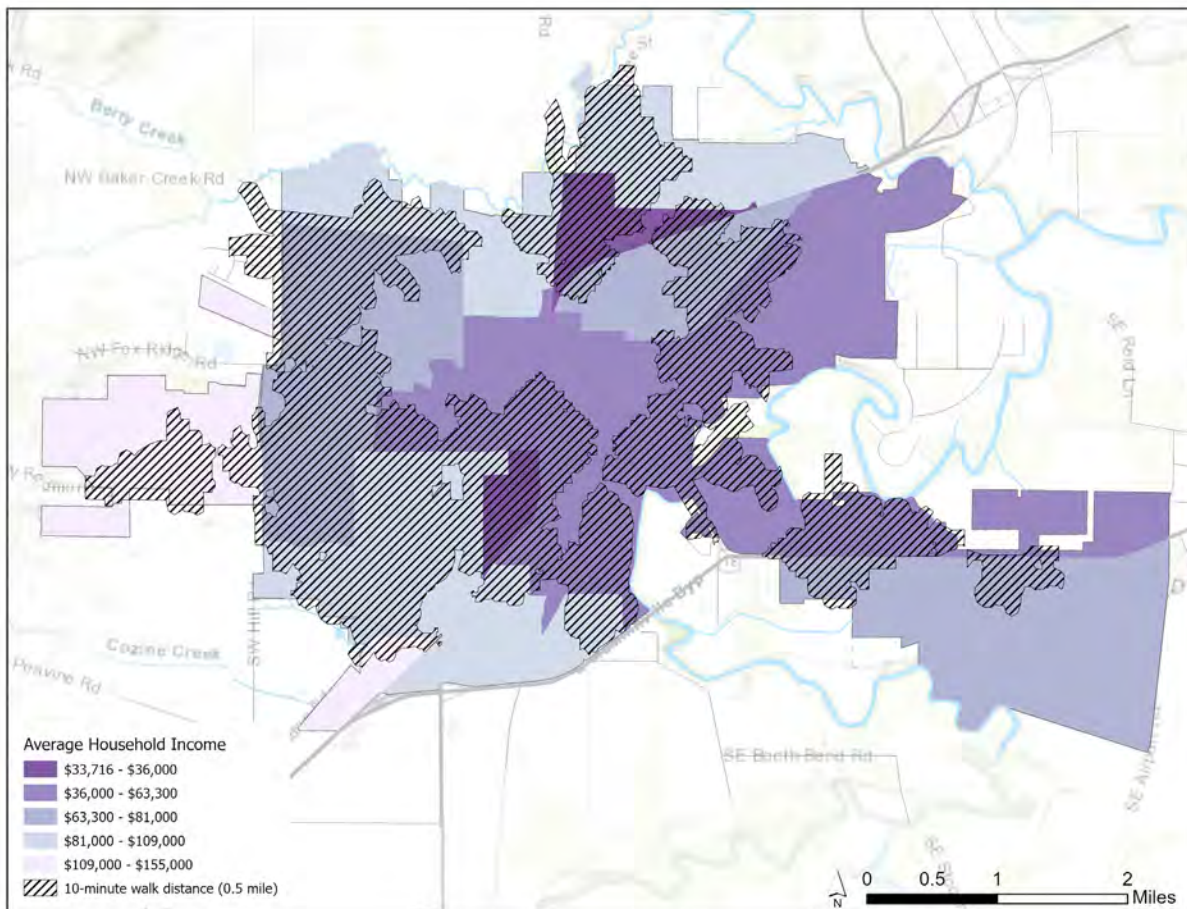 Rd
St
Berry Creek
NW Baker Creek Rd
NW Fox Ridge Rd
SE Reid Ln
SW Hill
Cozine Creek
Peavine Rd
18
SE Booth Bend Rd
Average Household Income
$33,716 - $36,000
$36,000 - $63,300
$63,300 - $81,000
$81,000 - $109,000
$109,000 - $155,000
10-minute walk distance (0.5 mile)
N
0 0.5 1 2
Miles